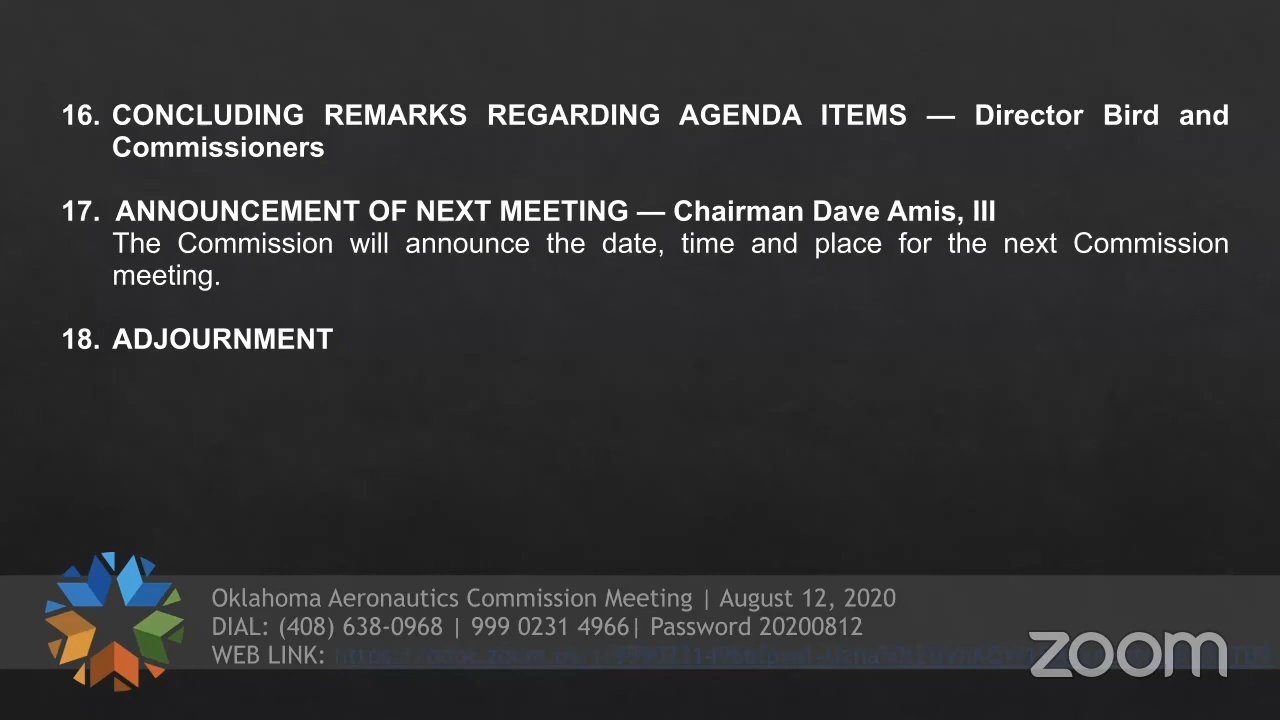 16. CONCLUDING REMARKS REGARDING AGENDA ITEMS — Director Bird and
Commissioners
17. ANNOUNCEMENT OF NEXT MEETING — Chairman Dave Amis, III
The Commission will announce the date, time and place for the next Commission
meeting.
18. ADJOURNMENT
Oklahoma Aeronautics Commission Meeting | August 12, 2020
DIAL: (408) 638-0968 | 999 0231 4966| Password 20200812
WEB LINK:
zoom